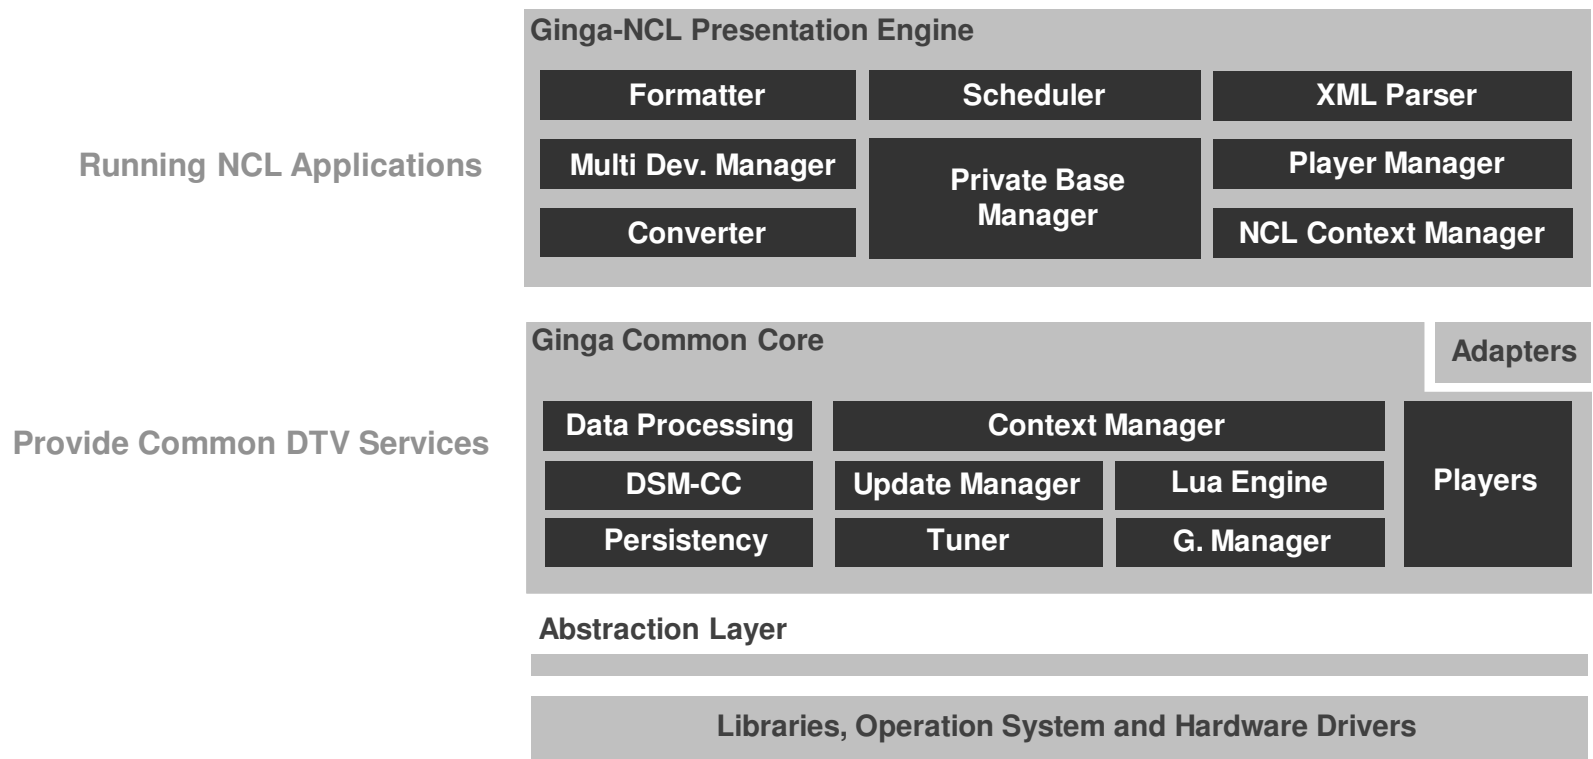 Ginga-NCL Presentation Engine
Formatter
Scheduler
XML Parser
Running NCL Applications
Multi Dev. Manager
Private Base
Manager
Player Manager
Converter
NCL Context Manager
Ginga Common Core
Adapters
Provide Common DTV Services
Data Processing
Context Manager
Players
DSM-CC
Update Manager
Lua Engine
Persistency
Tuner
G. Manager
Abstraction Layer
Libraries, Operation System and Hardware Drivers